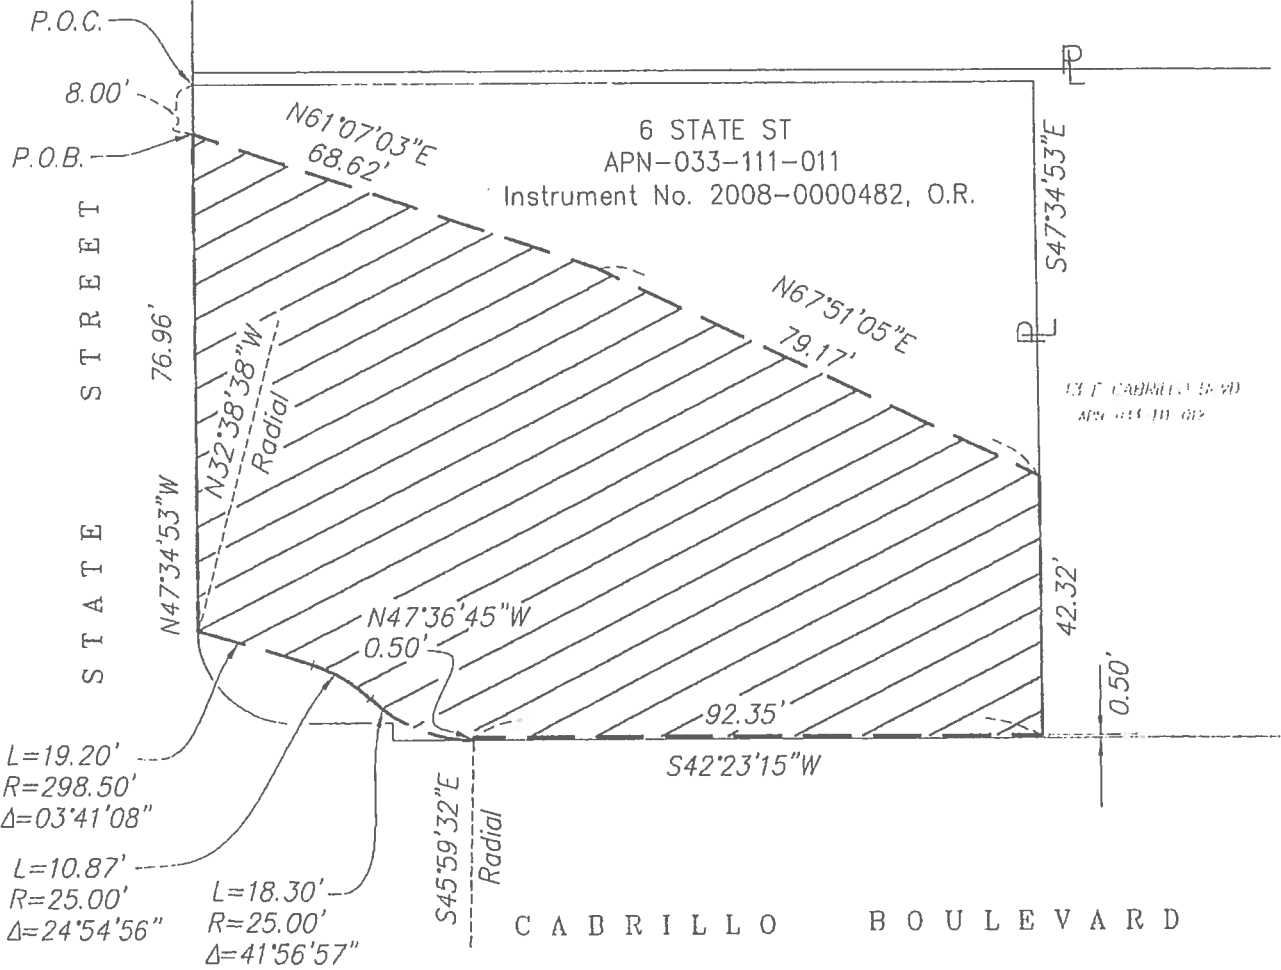 P.O.C.
8.00'
P.O.B.
N61°07'03"E
68.62'
6 STATE ST
APN-033-111-011
Instrument No. 2008-0000482, O.R.
S47°34'53"E
PL
N67°51'05"E
79.17'
PL
STATE STREET
76.96'
N47°34'53"W
N32°38'38"W
Radial
N47°36'45"W
0.50'
92.35'
S42°23'15"W
42.32'
0.50'
L=19.20'
R=298.50'
Δ=03°41'08"
L=10.87'
R=25.00'
Δ=24°54'56"
L=18.30'
R=25.00'
Δ=41°56'57"
S45°59'32"E
Radial
CABRILLO BOULEVARD